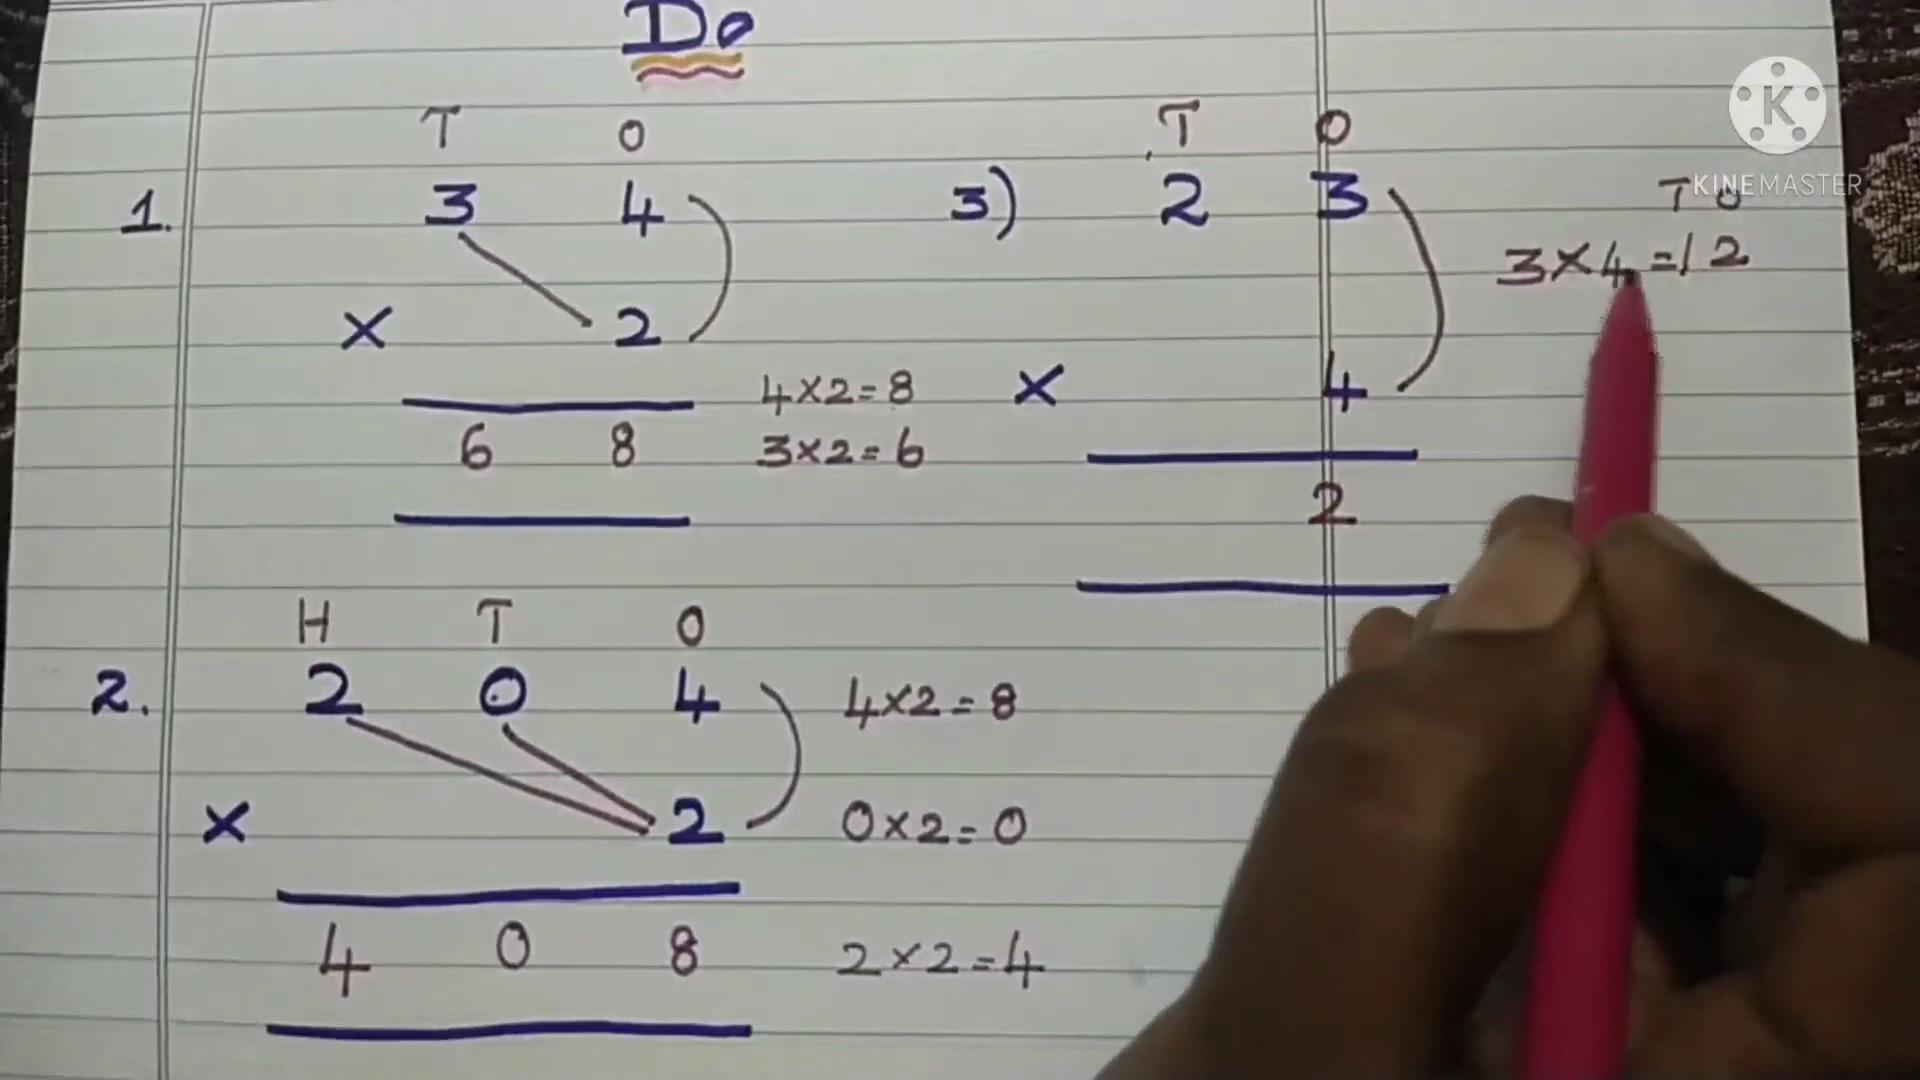 Do
T O
1. 3 4
× 2
6 8
4×2=8
3×2=6
T O
3) 2 3
× 4
2
T O
3×4=12
H T O
2. 2 0 4
× 2
4 0 8
4×2=8
0×2=0
2×2=4
K
KINEMASTER